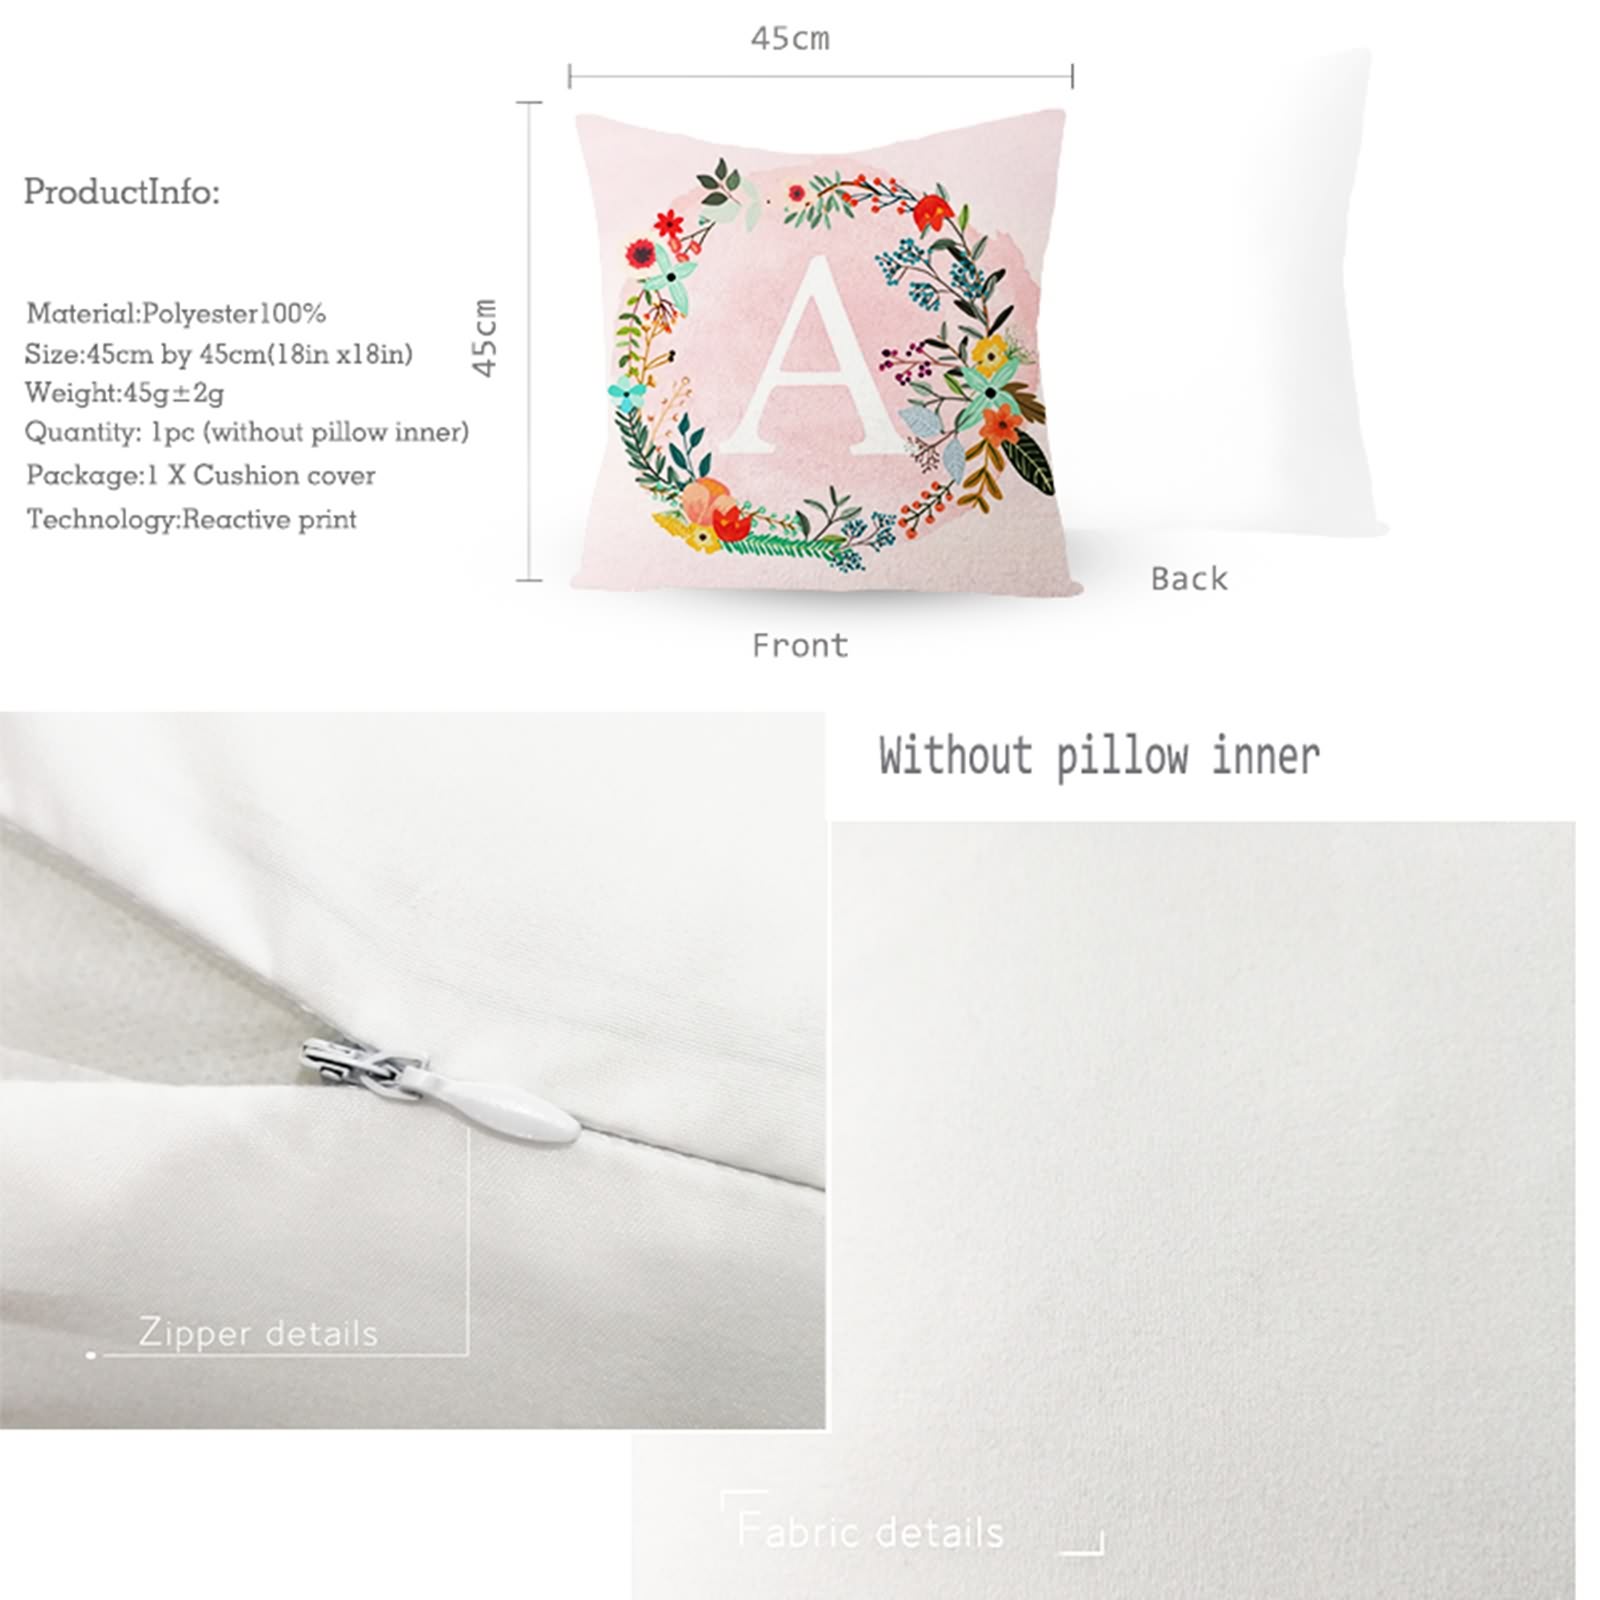 45cm
ProductInfo:
45cm
Material:Polyester100%
Size:45cm by 45cm(18in x18in)
Weight:45g±2g
Quantity: 1pc (without pillow inner)
Package:1 X Cushion cover
Technology:Reactive print
A
Back
Front
Without pillow inner
Zipper details
Fabric details